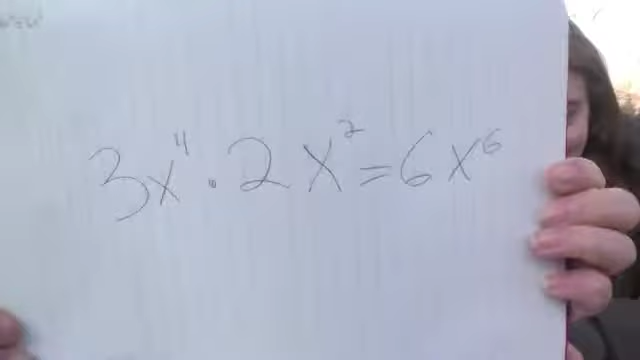 3x⁴ · 2x² = 6x⁶